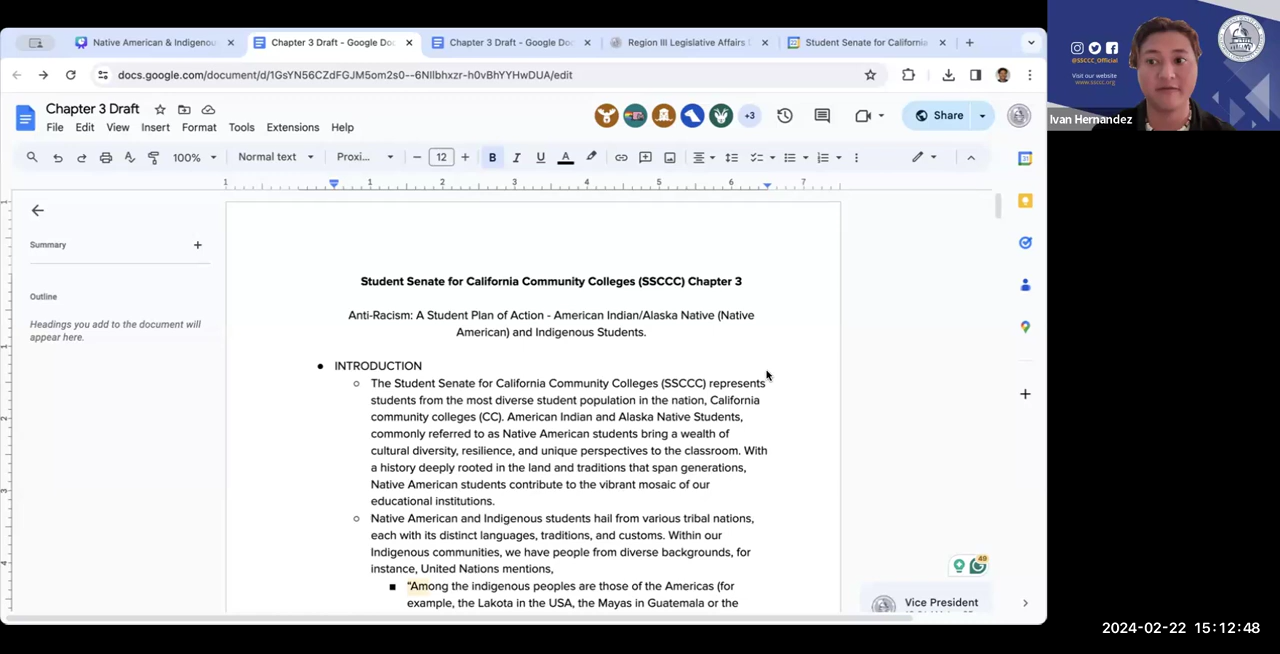 Native American & Indigenou
Chapter 3 Draft - Google Doc
Chapter 3 Draft - Google Doc
Region III Legislative Affairs
Student Senate for California
docs.google.com/document/d/1GsYN56CZdFGJM5om2s0--6NIlbhxzr-h0vBhYYHwDUA/edit
@SSCCC_Official
Visit our website
www.ssccc.org
Ivan Hernandez
Chapter 3 Draft
File Edit View Insert Format Tools Extensions Help
+3
Share
100%
Normal text
Proxi...
12
B I U A
1 1 2 3 4 5 6 7
Summary
Outline
Headings you add to the document will
appear here.
Student Senate for California Community Colleges (SSCCC) Chapter 3
Anti-Racism: A Student Plan of Action - American Indian/Alaska Native (Native
American) and Indigenous Students.
INTRODUCTION
The Student Senate for California Community Colleges (SSCCC) represents
students from the most diverse student population in the nation, California
community colleges (CC). American Indian and Alaska Native Students,
commonly referred to as Native American students bring a wealth of
cultural diversity, resilience, and unique perspectives to the classroom. With
a history deeply rooted in the land and traditions that span generations,
Native American students contribute to the vibrant mosaic of our
educational institutions.
Native American and Indigenous students hail from various tribal nations,
each with its distinct languages, traditions, and customs. Within our
Indigenous communities, we have people from diverse backgrounds, for
instance, United Nations mentions,
“Among the indigenous peoples are those of the Americas (for
example, the Lakota in the USA, the Mayas in Guatemala or the
49
Vice President
2024-02-22 15:12:48